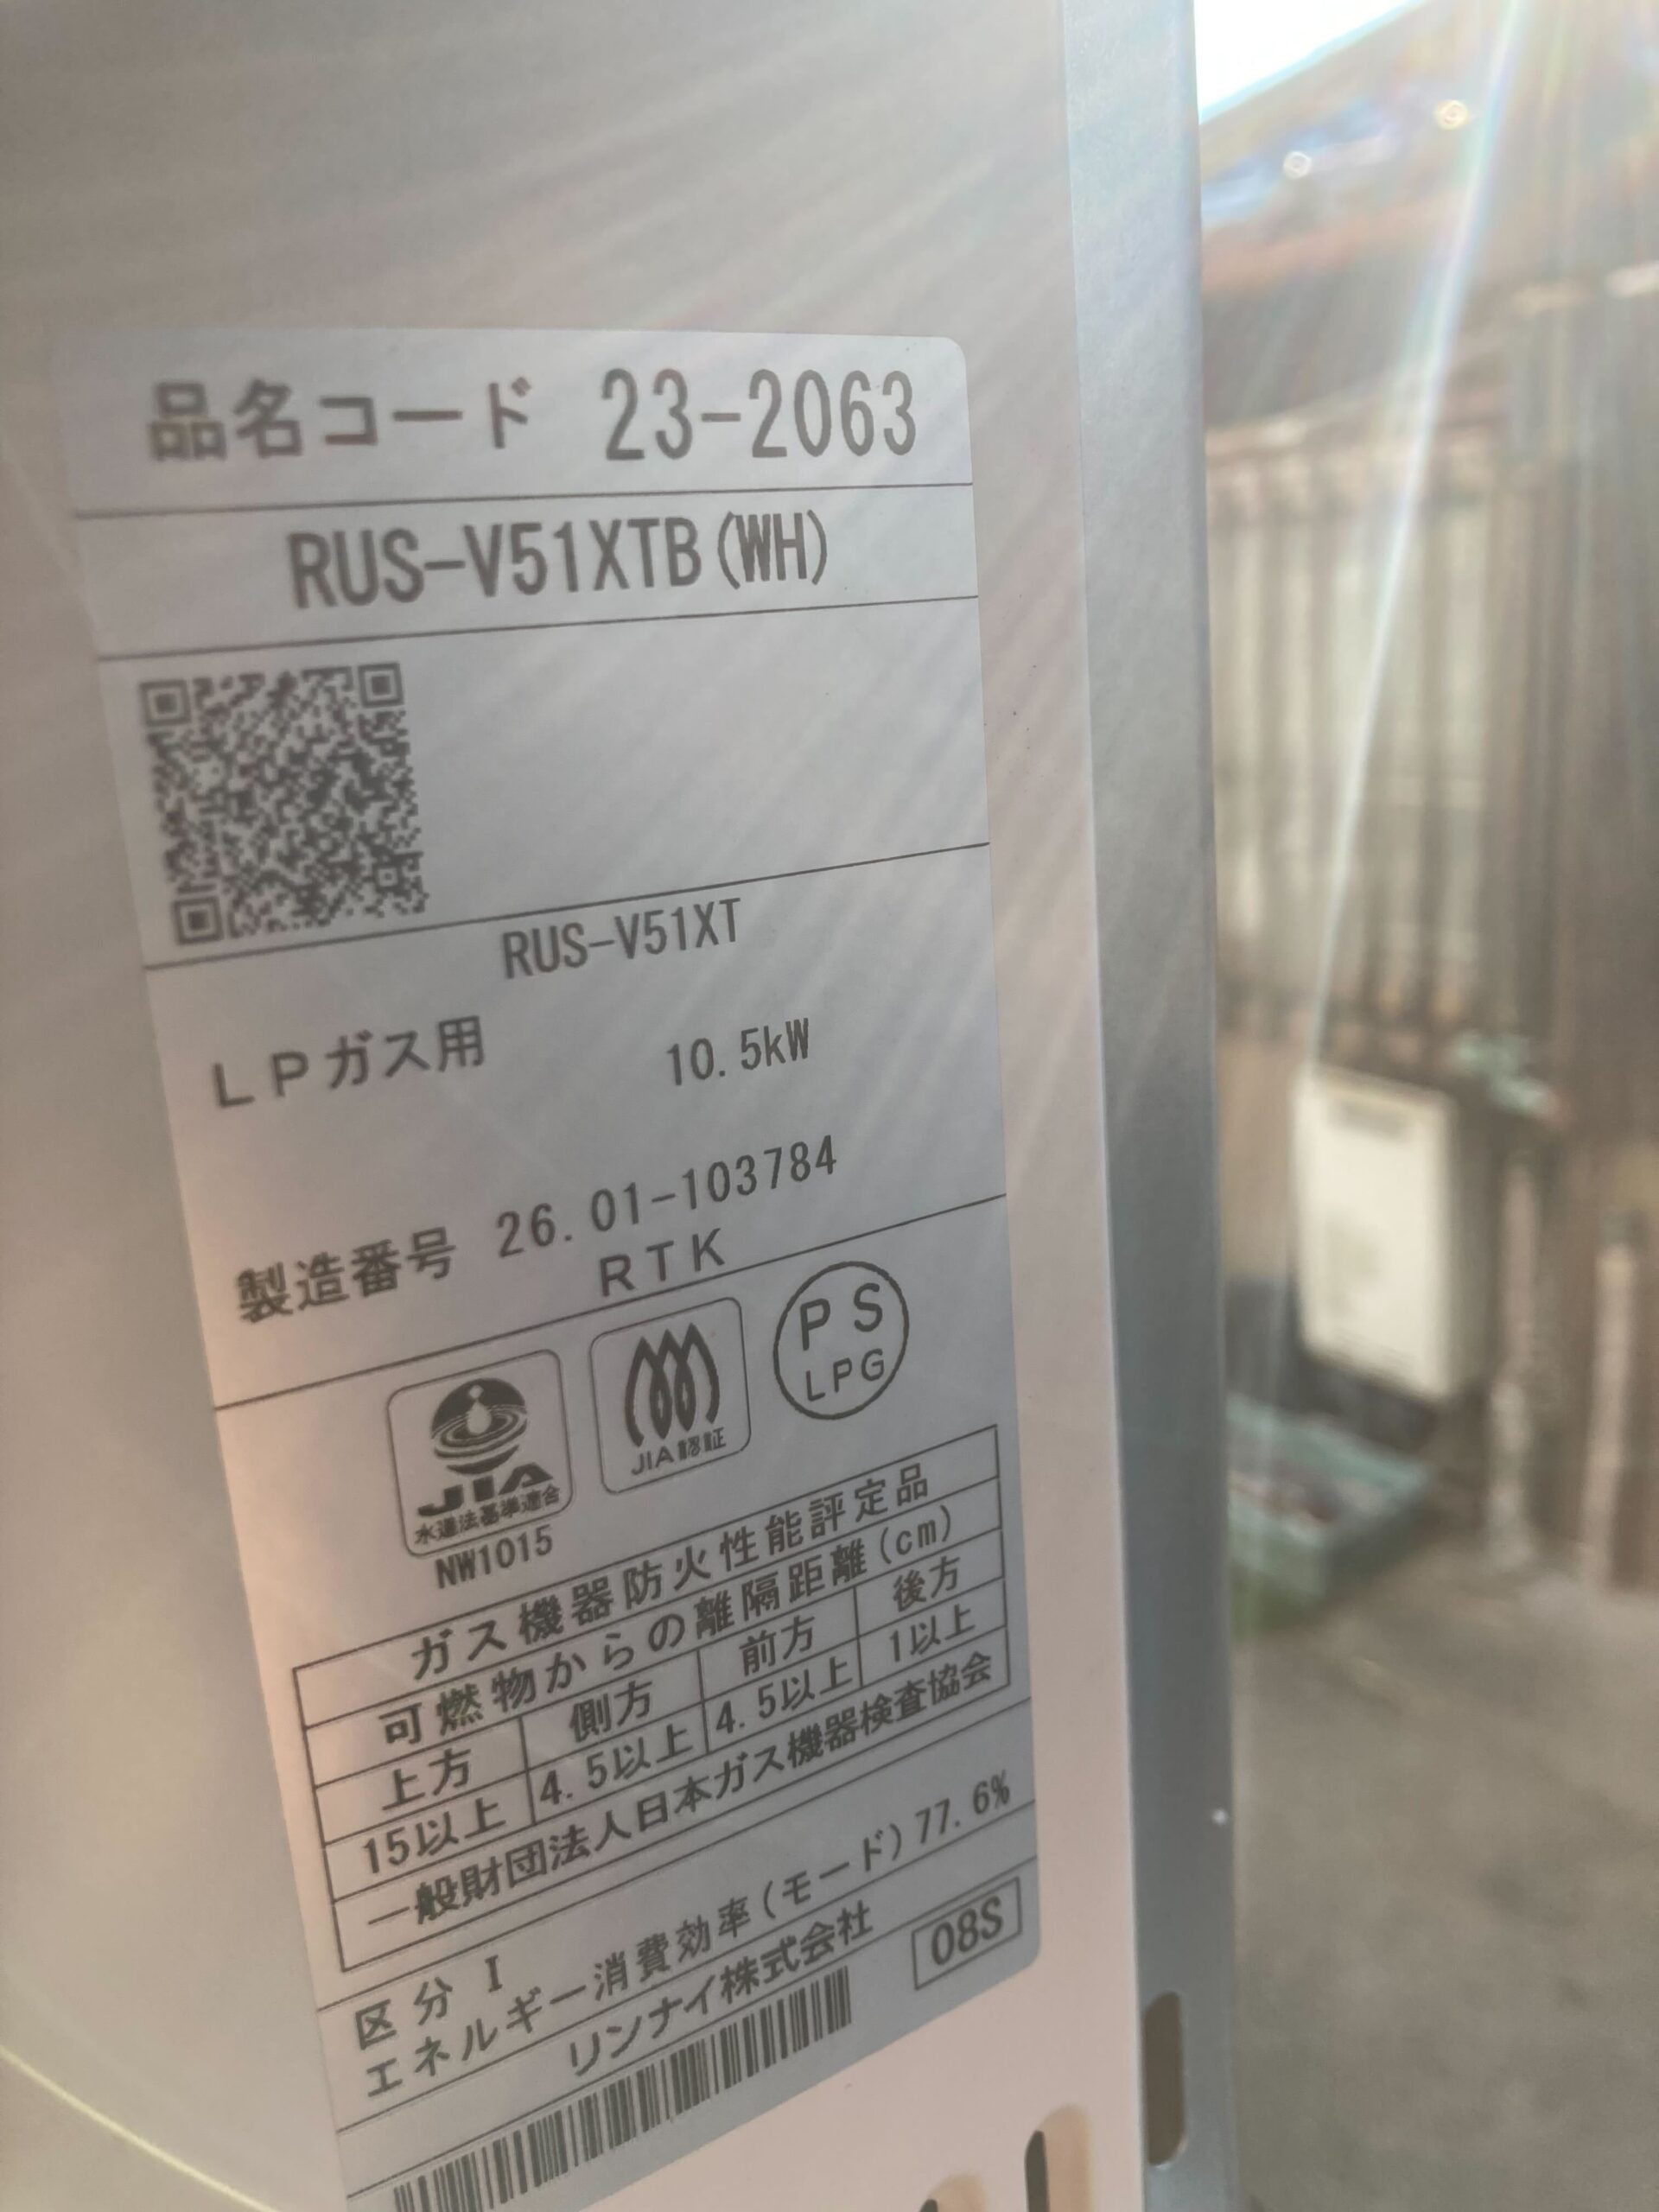 品名コード 23-2063
RUS-V51XTB(WH)
RUS-V51XT
LPガス用 10.5kW
製造番号 26.01-103784
RTK
PS
LPG
JIA認証
JIA
水道法基準適合
NW1015
ガス機器防火性能評定品
可燃物からの離隔距離(cm)
上方 側方 前方 後方
15以上 4.5以上 4.5以上 1以上
一般財団法人日本ガス機器検査協会
区分 I
エネルギー消費効率(モード)77.6%
リンナイ株式会社
08S